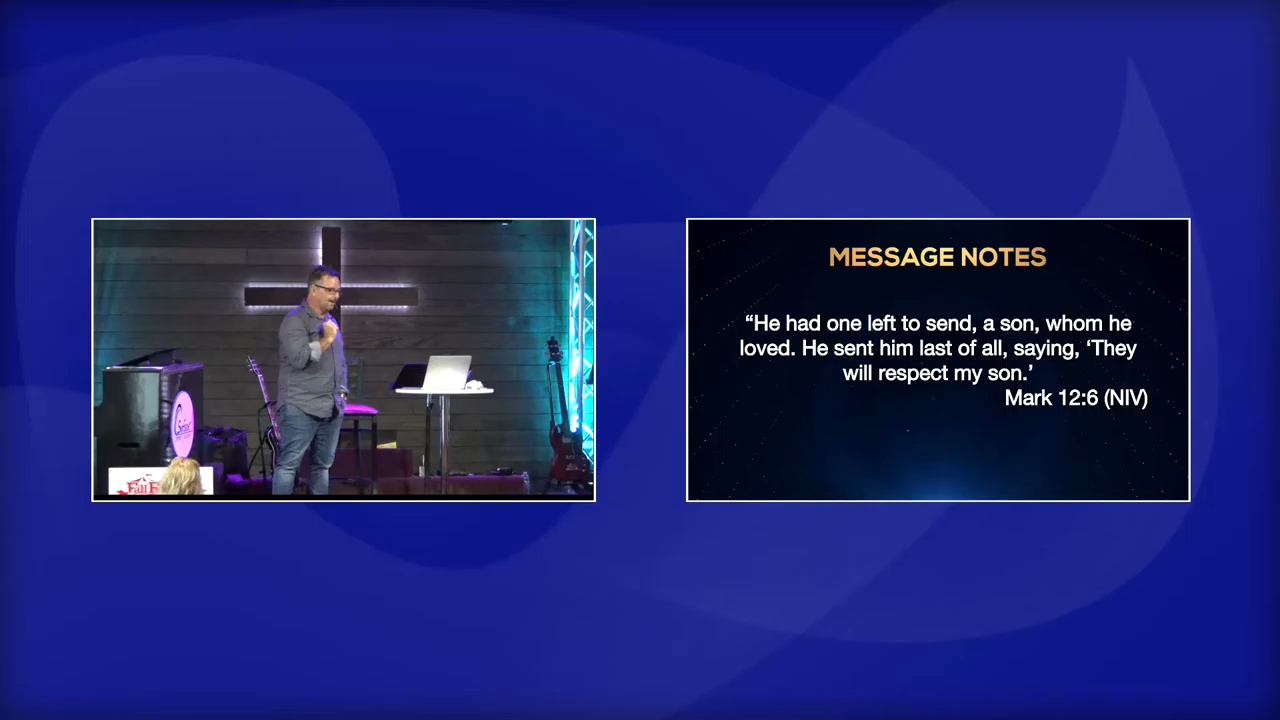 MESSAGE NOTES
“He had one left to send, a son, whom he
loved. He sent him last of all, saying, ‘They
will respect my son.’
Mark 12:6 (NIV)